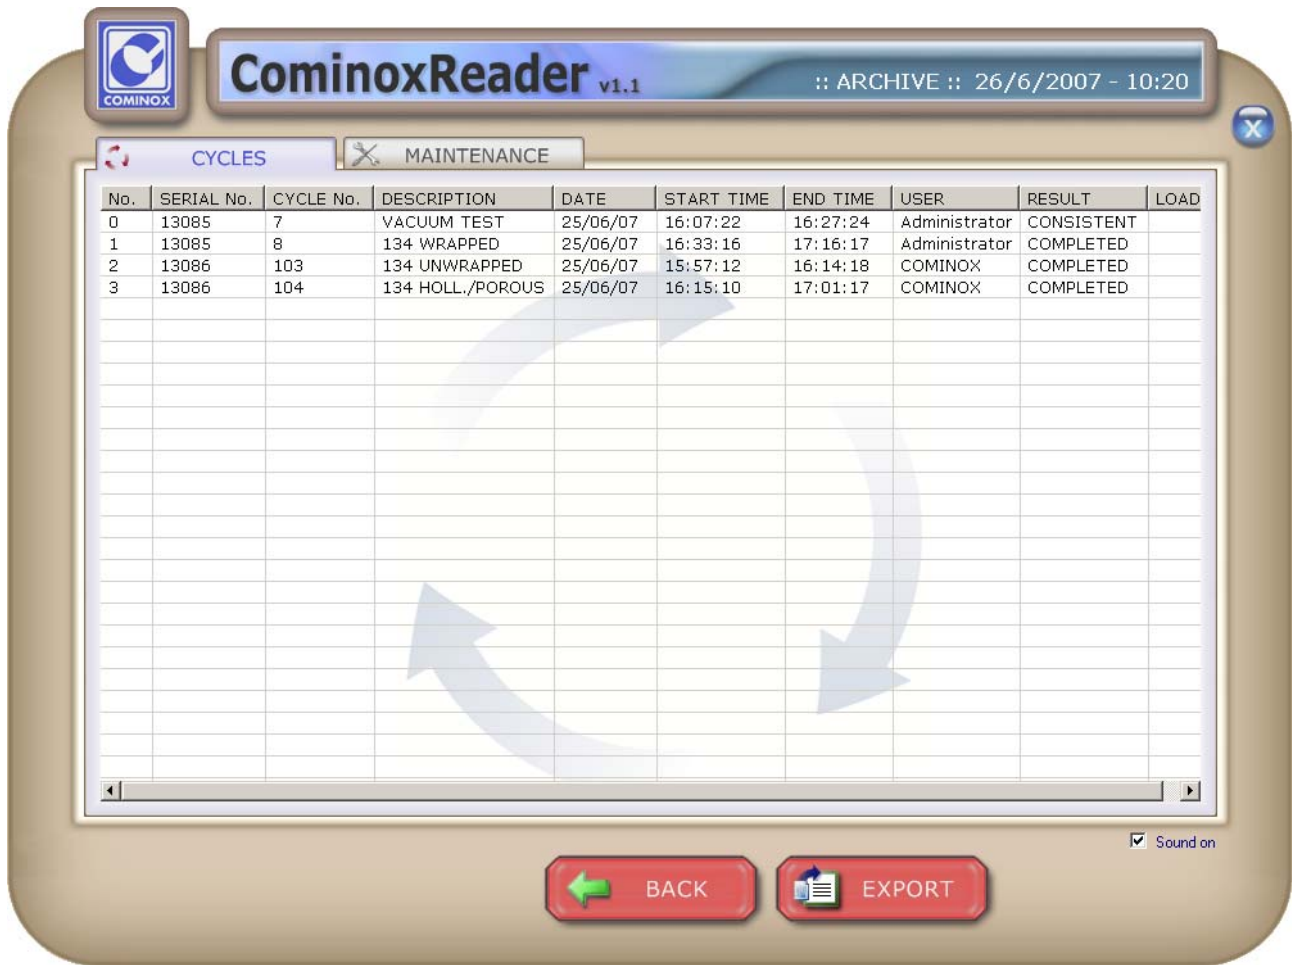 COMINOX
CominoxReader v1.1
:: ARCHIVE :: 26/6/2007 - 10:20
X
CYCLES MAINTENANCE
No. SERIAL No. CYCLE No. DESCRIPTION DATE START TIME END TIME USER RESULT LOAD
0 13085 7 VACUUM TEST 25/06/07 16:07:22 16:27:24 Administrator CONSISTENT
1 13085 8 134 WRAPPED 25/06/07 16:33:16 17:16:17 Administrator COMPLETED
2 13086 103 134 UNWRAPPED 25/06/07 15:57:12 16:14:18 COMINOX COMPLETED
3 13086 104 134 HOLL./POROUS 25/06/07 16:15:10 17:01:17 COMINOX COMPLETED
Sound on
BACK EXPORT